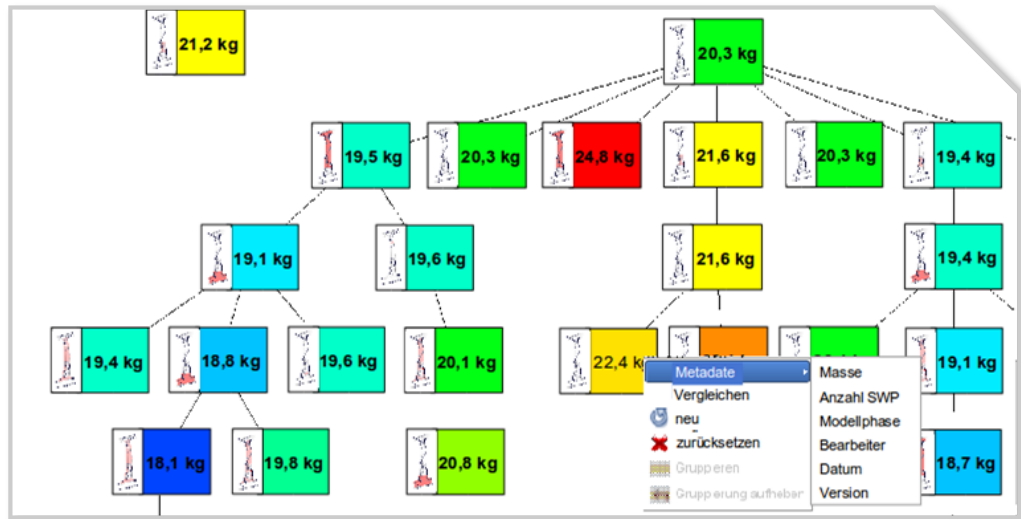 21,2 kg
20,3 kg
19,5 kg
20,3 kg
24,8 kg
21,6 kg
20,3 kg
19,4 kg
19,1 kg
19,6 kg
21,6 kg
19,4 kg
19,4 kg
18,8 kg
19,6 kg
20,1 kg
22,4 kg
19,1 kg
18,1 kg
19,8 kg
20,8 kg
18,7 kg
Metadate
Vergleichen
neu
zurücksetzen
Gruppieren
Gruppierung aufheben
Masse
Anzahl SWP
Modellphase
Bearbeiter
Datum
Version